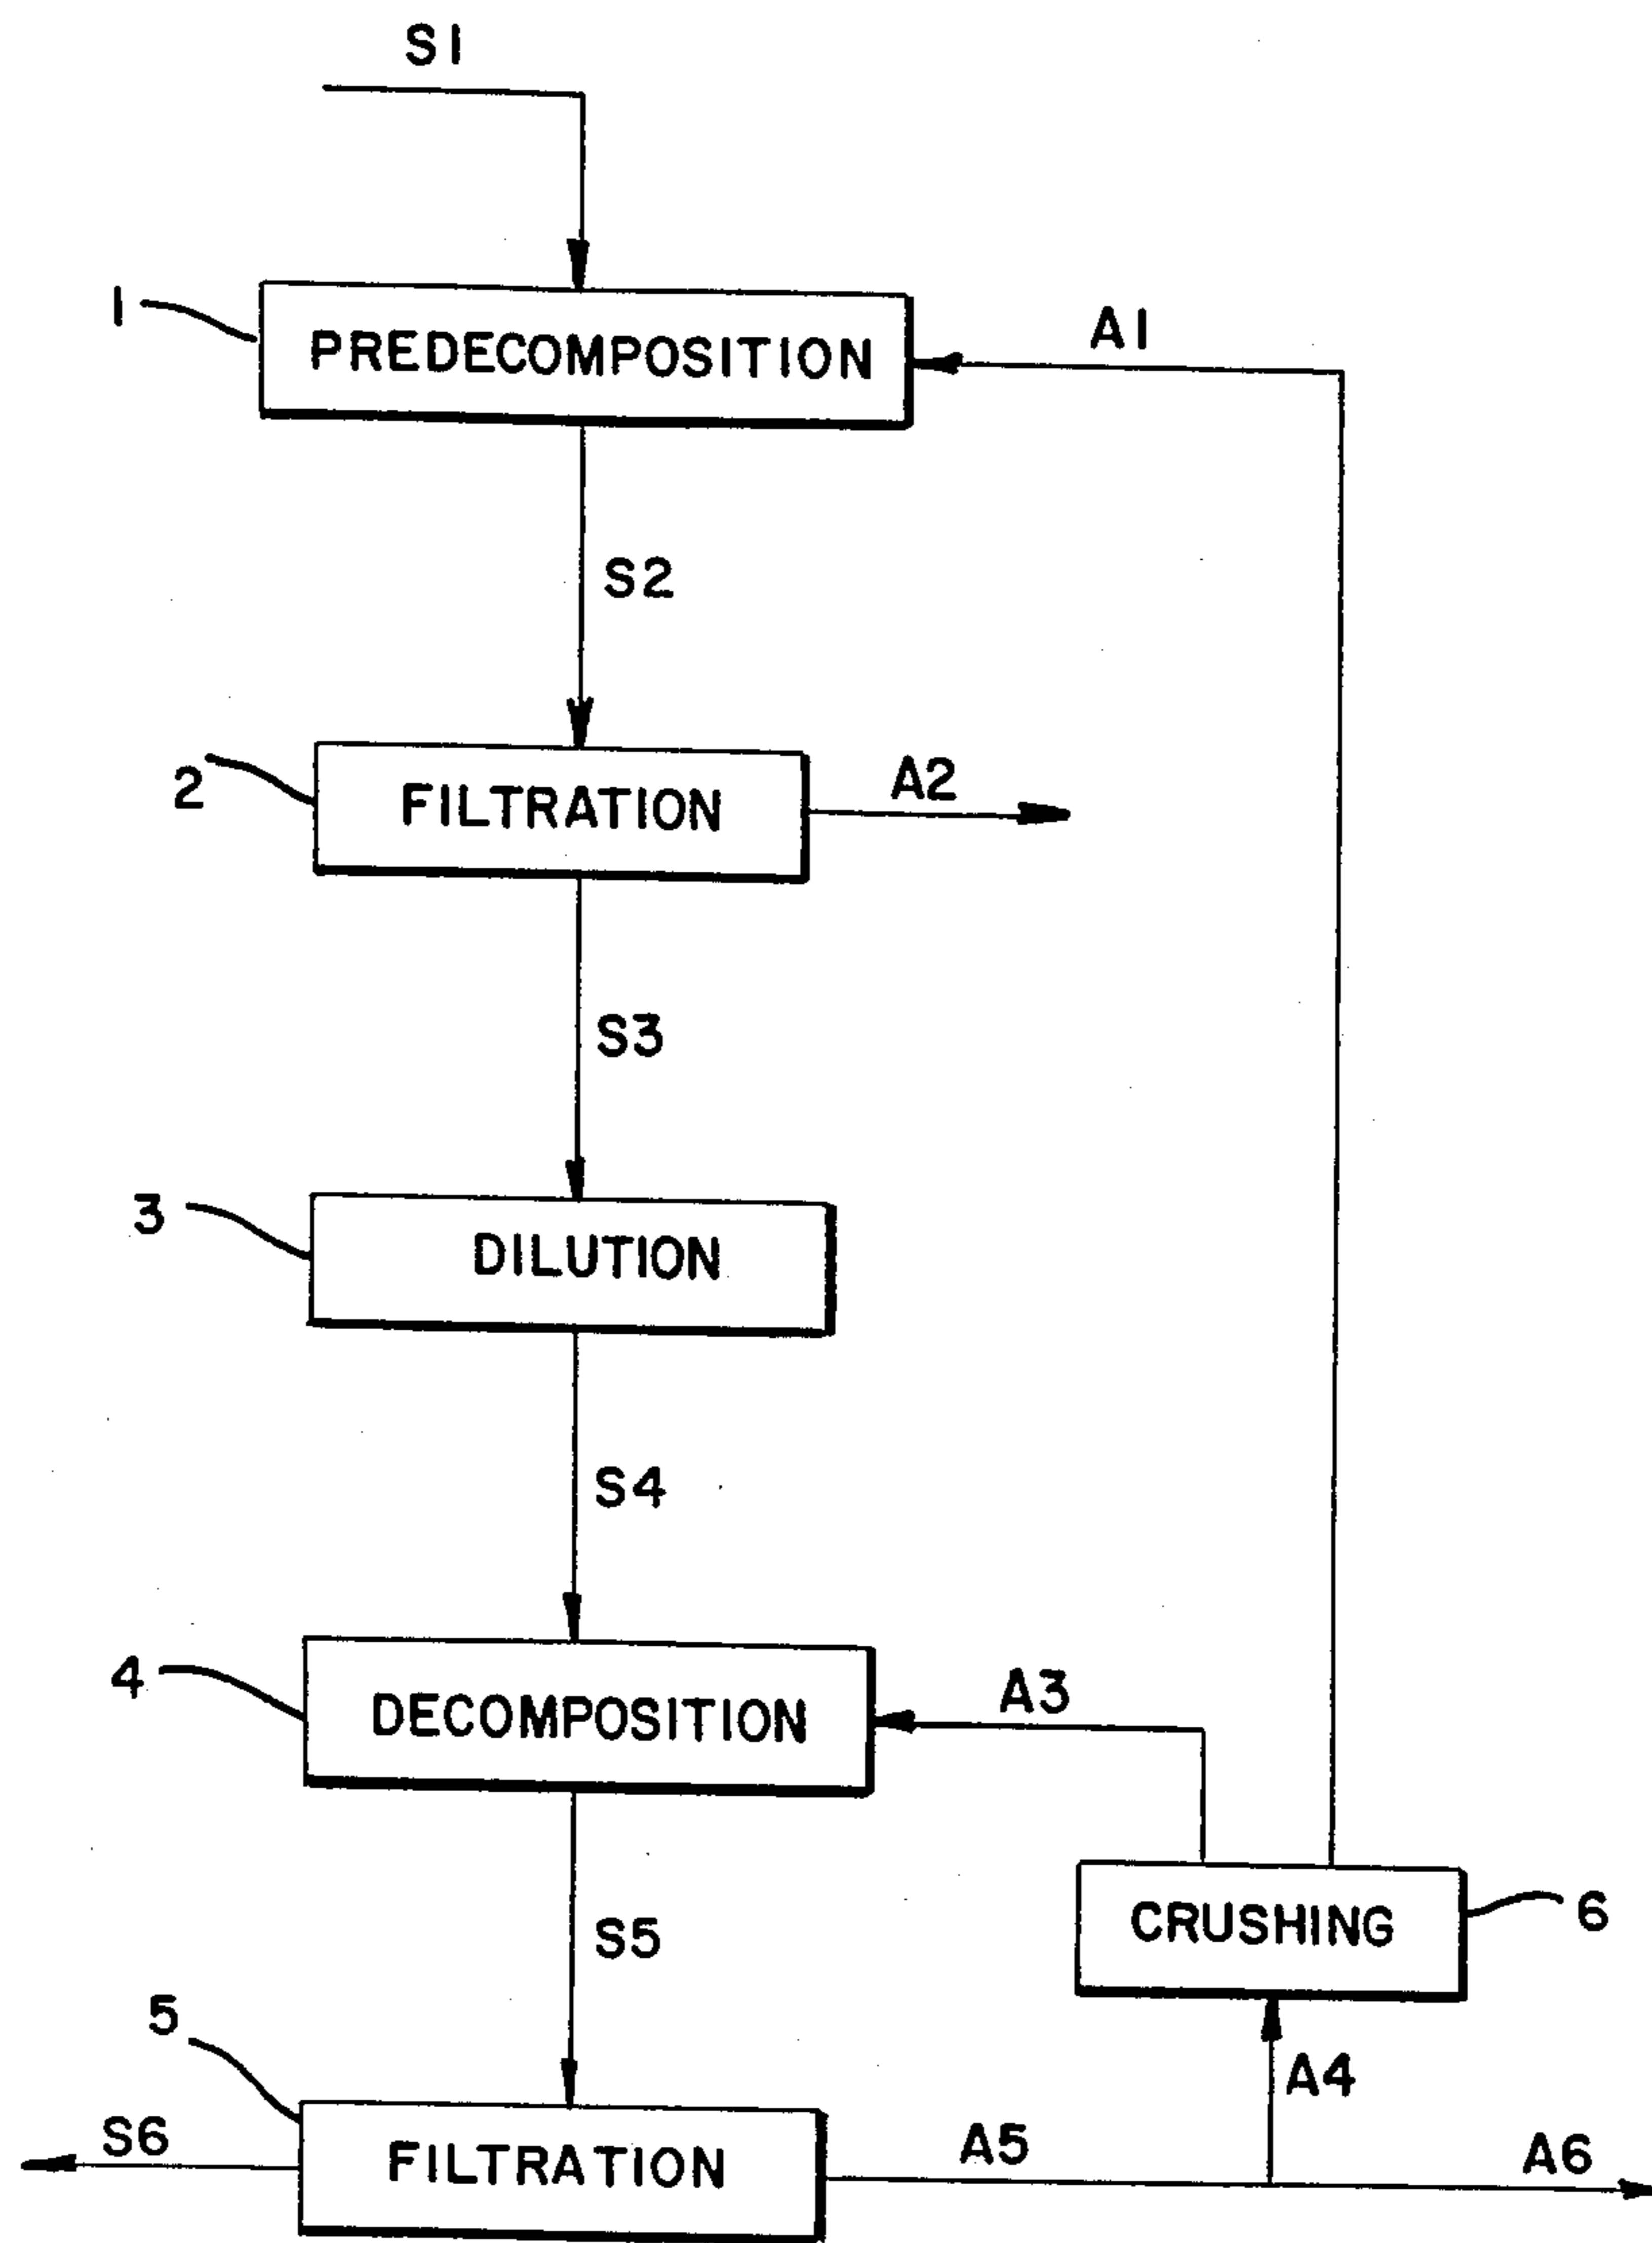 S1
1
PREDECOMPOSITION
A1
S2
2
FILTRATION
A2
S3
3
DILUTION
S4
4
DECOMPOSITION
A3
CRUSHING
6
S5
5
A4
S6
FILTRATION
A5
A6